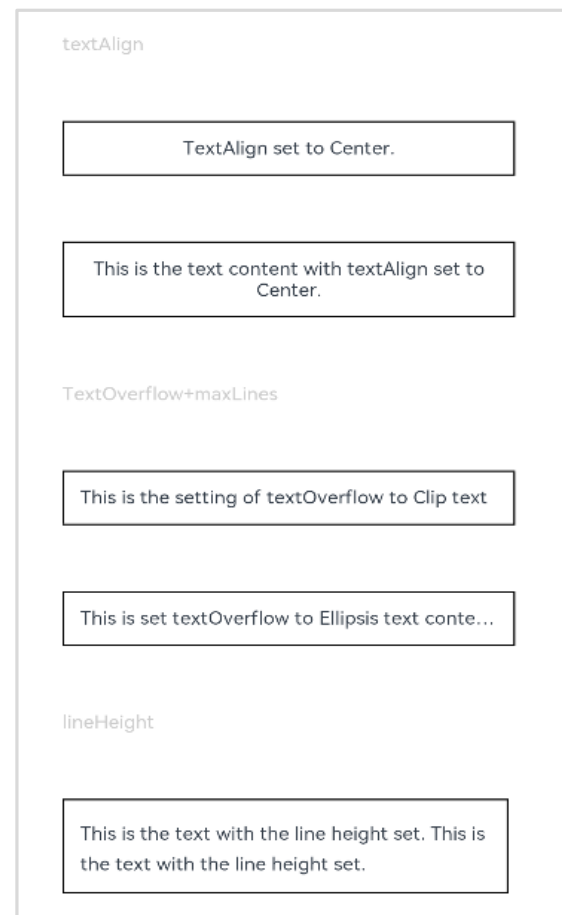 textAlign
TextAlign set to Center.
This is the text content with textAlign set to
Center.
TextOverflow+maxLines
This is the setting of textOverflow to Clip text
This is set textOverflow to Ellipsis text conte...
lineHeight
This is the text with the line height set. This is
the text with the line height set.